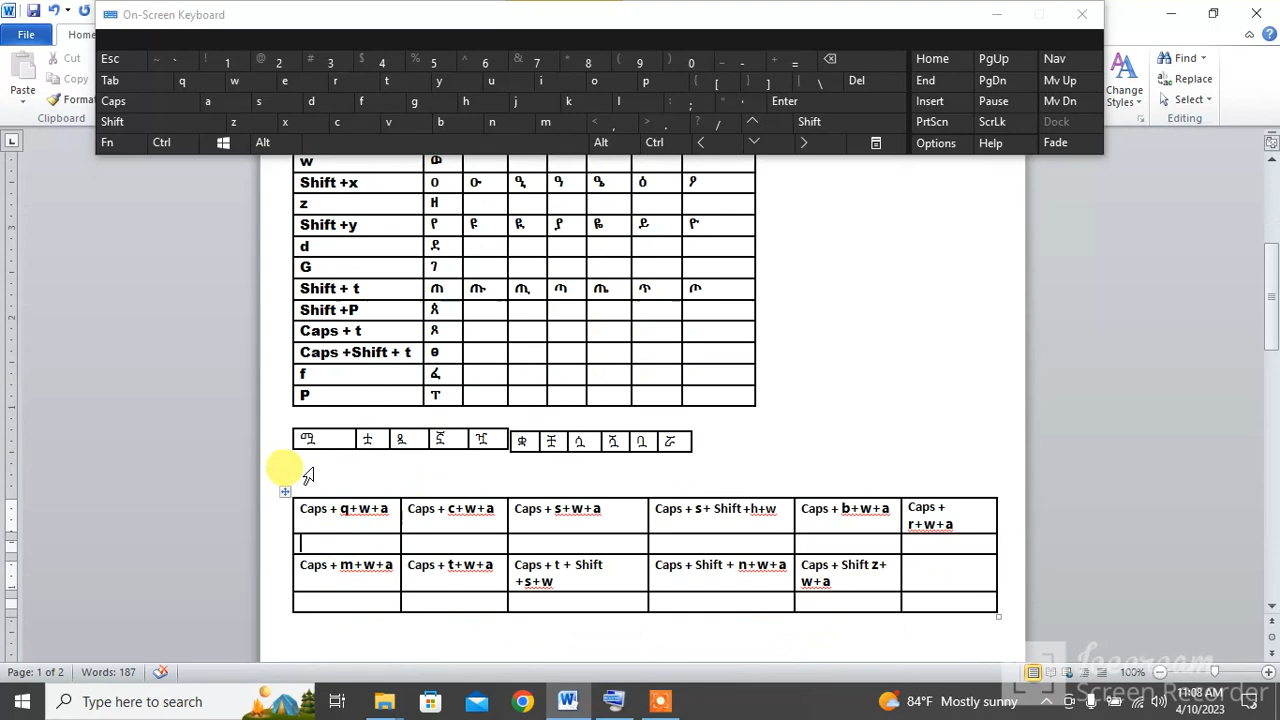 On-Screen Keyboard
File Home
Esc ~ ` ! 1 @ 2 # 3 $ 4 % 5 ^ 6 & 7 * 8 ( 9 ) 0 _ - + = Home PgUp Nav
Tab q w e r t y u i o p { [ } ] | \ Del End PgDn Mv Up
Caps a s d f g h j k l : ; " ' Enter Insert Pause Mv Dn
Shift z x c v b n m < , > . ? / Shift PrtScn ScrLk Dock
Fn Ctrl Alt Alt Ctrl Options Help Fade
Cut
Copy
Format
Paste
Clipboard
Change
Styles
Find
Replace
Select
Editing
w ወ
Shift +x ዐ ዑ ዒ ዓ ዔ ዕ ዖ
z ዘ
Shift +y የ ዩ ዪ ያ ዬ ይ ዮ
d ደ
G ገ
Shift + t ጠ ጡ ጢ ጣ ጤ ጥ ጦ
Shift +P ጰ
Caps + t ጸ
Caps +Shift + t ፀ
f ፈ
P ፐ
ሟ ቷ ጿ ኟ ዧ ቋ ቿ ሷ ሿ ቧ ሯ
Caps + q+w+a Caps + c+w+a Caps + s+w+a Caps + s+ Shift +h+w Caps + b+w+a Caps +
r+w+a
Caps + m+w+a Caps + t+w+a Caps + t + Shift
+s+w Caps + Shift + n+w+a Caps + Shift z+
w+a
Page: 1 of 2 Words: 187 100%
Icecream
Screen Recorder
Type here to search
84°F Mostly sunny
11:08 AM
4/10/2023